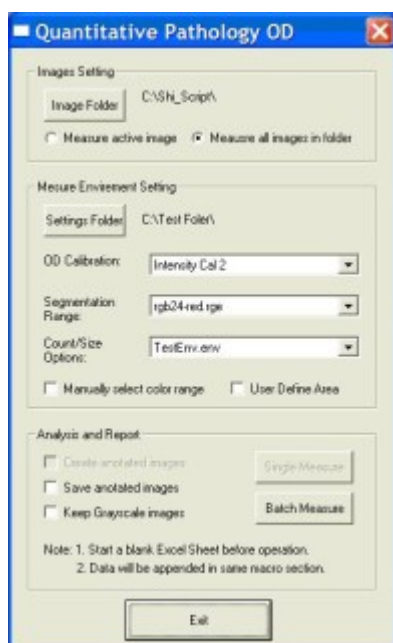 Quantitative Pathology OD
Images Setting
Image Folder C:\Shi_Script\
Measure active image Meausre all images in folder
Mesure Envirement Setting
Settings Folder C:\Test Foler\
OD Calibration: Intensity Cal 2
Segmentation
Range: rgb24-red.rge
Count/Size
Options: TestEnv.env
Manually select color range User Define Area
Analysis and Report
Create anotated images Single Measure
Save anotated images
Keep Grayscale images Batch Measure
Note: 1. Start a blank Excel Sheet before operation.
2. Data will be appended in same macro section.
Exit